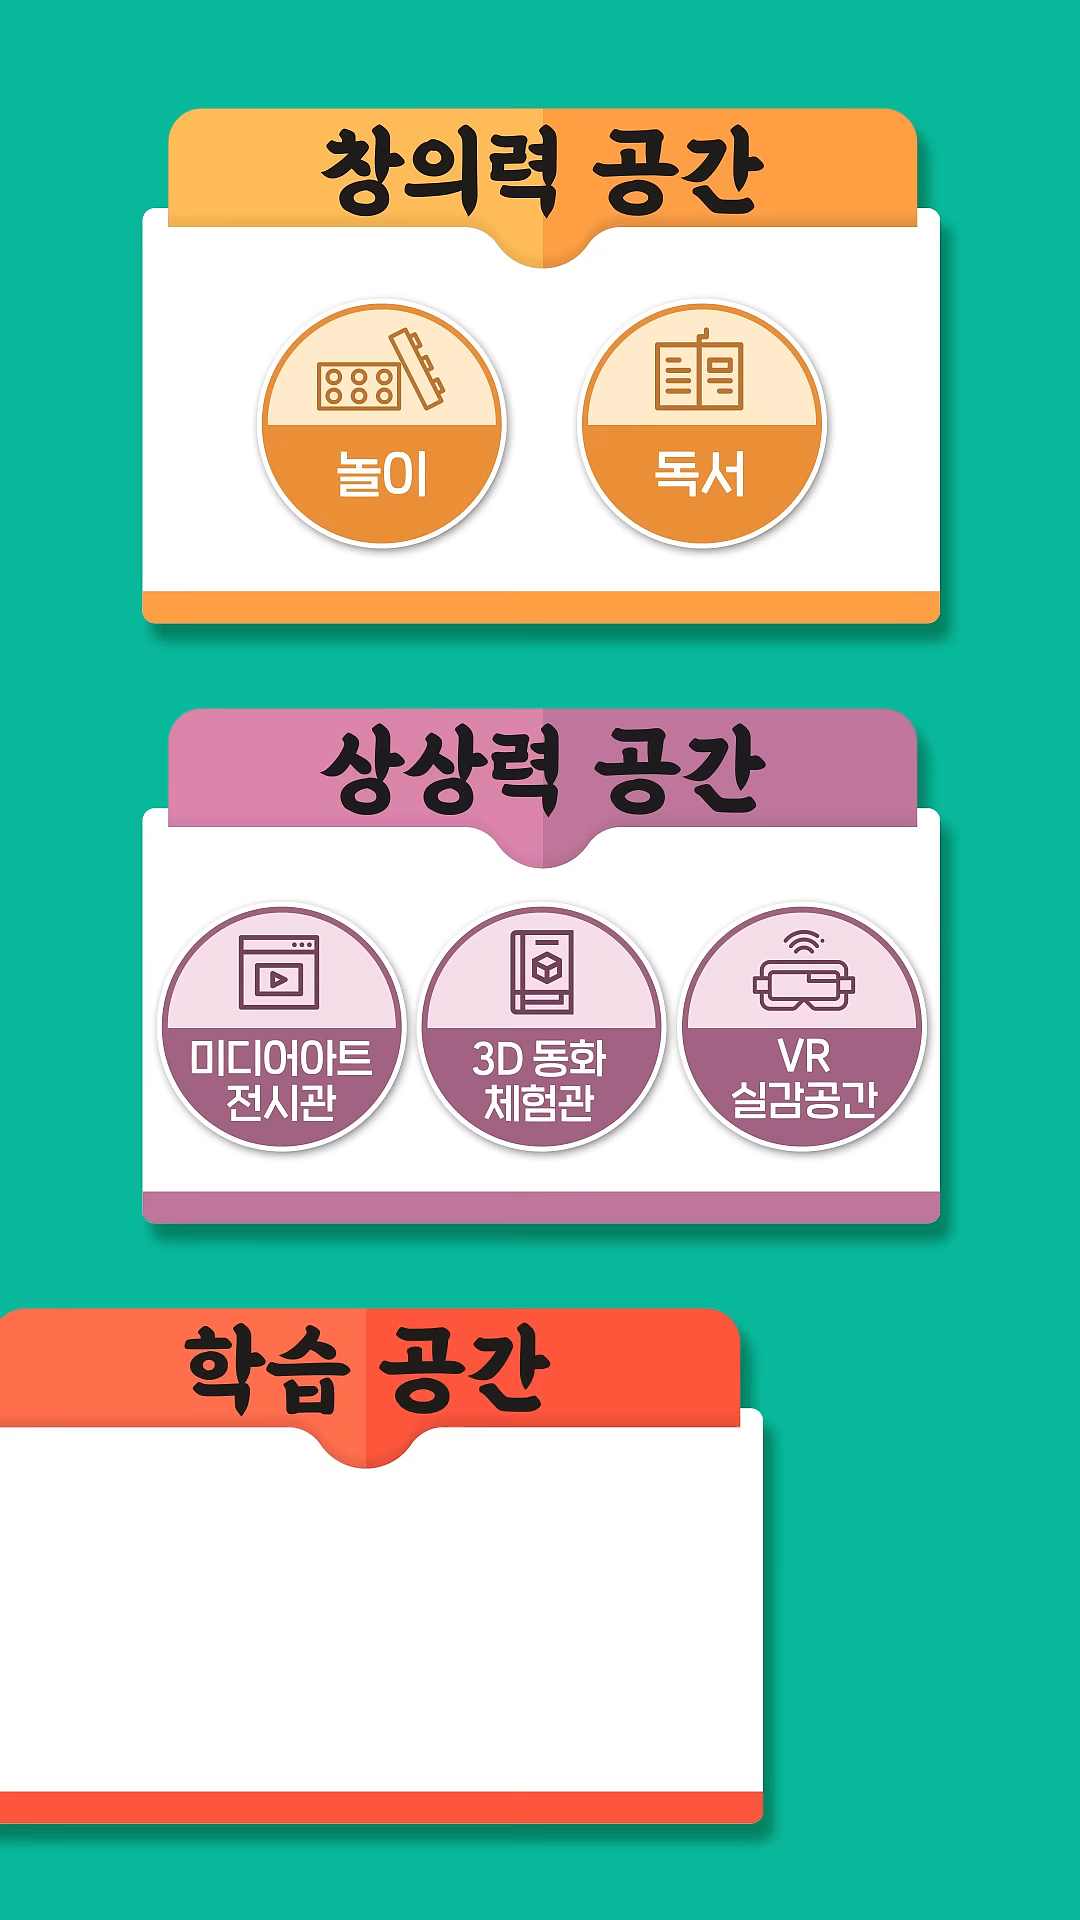 창의력 공간
놀이
독서
상상력 공간
미디어아트
전시관
3D 동화
체험관
VR
실감공간
학습 공간